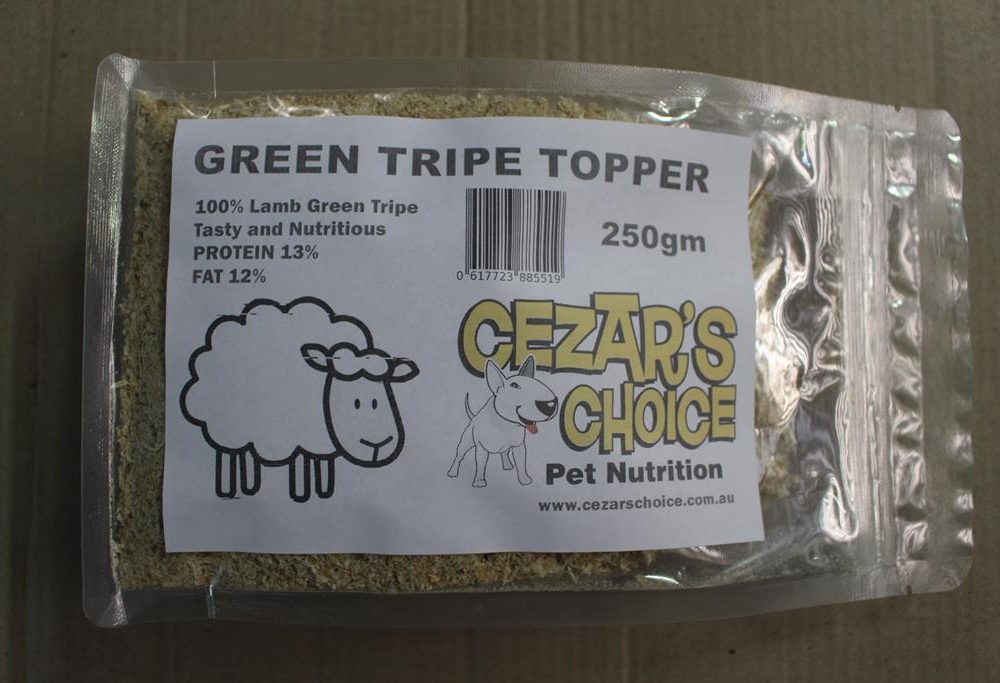 GREEN TRIPE TOPPER
100% Lamb Green Tripe
Tasty and Nutritious
PROTEIN 13%
FAT 12%
0 617723 885519
250gm
CEZAR'S
CHOICE
Pet Nutrition
www.cezarschoice.com.au